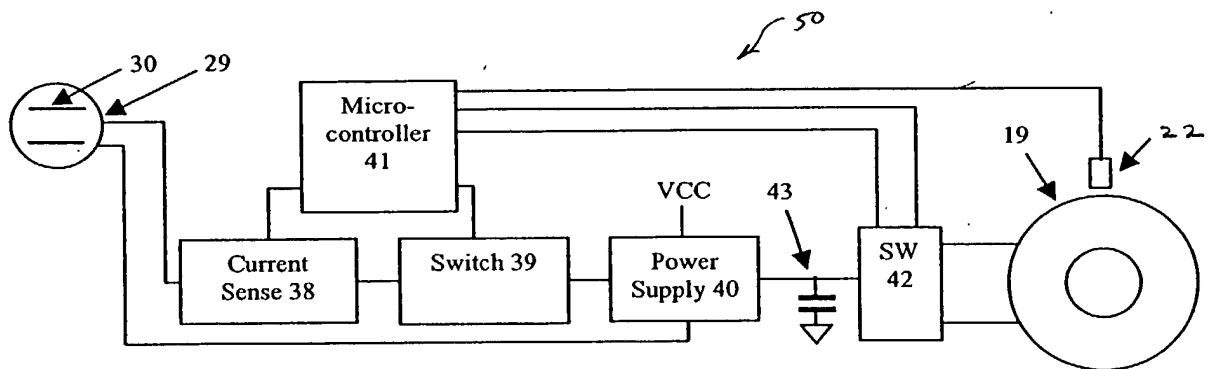 50
30
29
Micro-
controller
41
19
22
VCC
43
Current
Sense 38
Switch 39
Power
Supply 40
SW
42